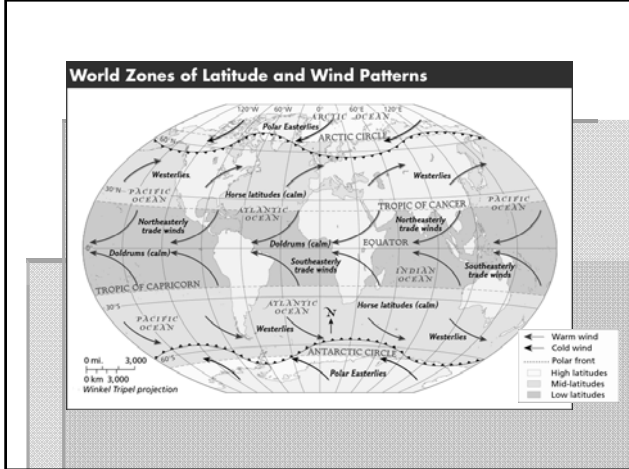 World Zones of Latitude and Wind Patterns
120°W 60°W 0° 60°E 120°E
ARCTIC OCEAN
Polar Easterlies
ARCTIC CIRCLE
60°N
Westerlies
Westerlies
30°N
PACIFIC
OCEAN
Horse latitudes (calm)
TROPIC OF CANCER
PACIFIC
OCEAN
ATLANTIC
OCEAN
Northeasterly
trade winds
Northeasterly
trade winds
0°
Doldrums (calm)
Doldrums (calm)
EQUATOR
Southeasterly
trade winds
Southeasterly
trade winds
INDIAN
OCEAN
TROPIC OF CAPRICORN
30°S
ATLANTIC
OCEAN
Horse latitudes (calm)
PACIFIC
OCEAN
N
Westerlies
Westerlies
60°S
ANTARCTIC CIRCLE
Polar Easterlies
0 mi. 3,000
0 km 3,000
Winkel Tripel projection
Warm wind
Cold wind
Polar front
High latitudes
Mid-latitudes
Low latitudes